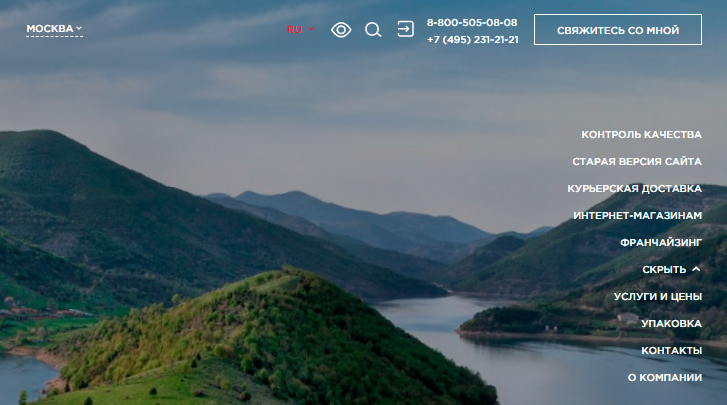 МОСКВА
RU
8-800-505-08-08
+7 (495) 231-21-21
СВЯЖИТЕСЬ СО МНОЙ
КОНТРОЛЬ КАЧЕСТВА
СТАРАЯ ВЕРСИЯ САЙТА
КУРЬЕРСКАЯ ДОСТАВКА
ИНТЕРНЕТ-МАГАЗИНАМ
ФРАНЧАЙЗИНГ
СКРЫТЬ
УСЛУГИ И ЦЕНЫ
УПАКОВКА
КОНТАКТЫ
О КОМПАНИИ